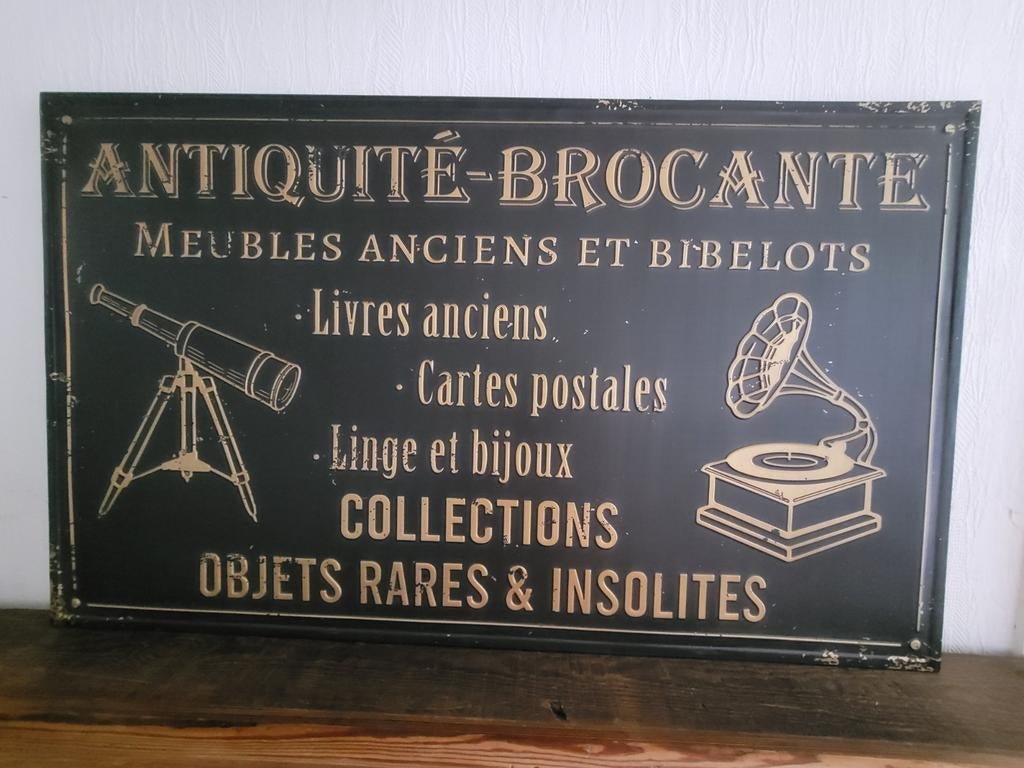 ANTIQUITÉ-BROCANTE
MEUBLES ANCIENS ET BIBELOTS
· Livres anciens
· Cartes postales
· Linge et bijoux
COLLECTIONS
OBJETS RARES & INSOLITES